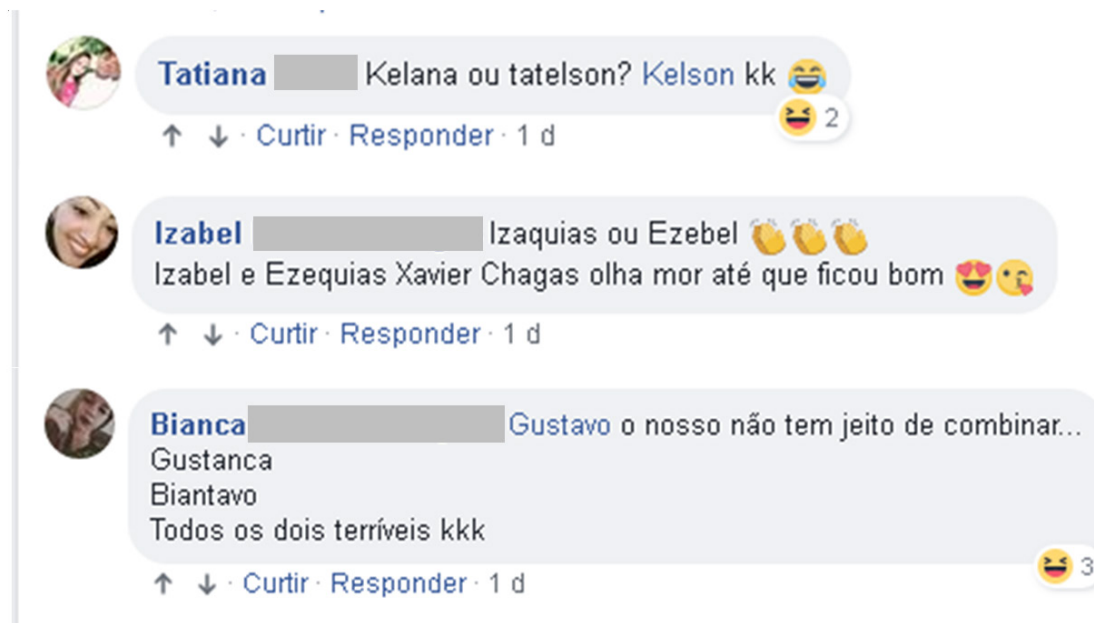 Tatiana Kelana ou tatelson? Kelson kk 😂
😆 2
↑ ↓ · Curtir · Responder · 1 d
Izabel Izaquias ou Ezebel 👏👏👏
Izabel e Ezequias Xavier Chagas olha mor até que ficou bom 😍😘
↑ ↓ · Curtir · Responder · 1 d
Bianca Gustavo o nosso não tem jeito de combinar...
Gustanca
Biantavo
Todos os dois terríveis kkk
😆 3
↑ ↓ · Curtir · Responder · 1 d